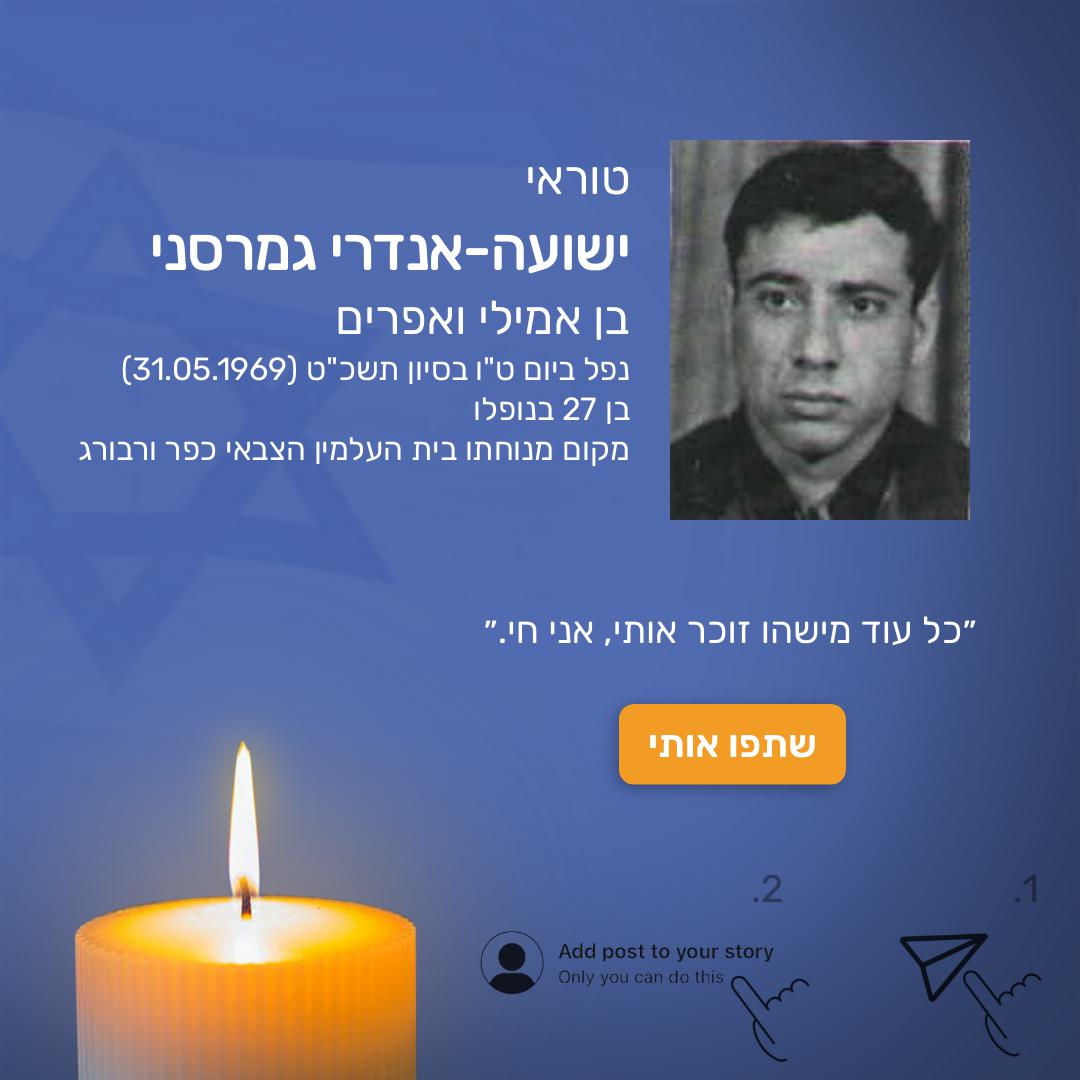 טוראי
ישועה-אנדרי גמרסני
בן אמילי ואפרים
נפל ביום ט"ו בסיון תשכ"ט (31.05.1969)
בן 27 בנופלו
מקום מנוחתו בית העלמין הצבאי כפר ורבורג
״כל עוד מישהו זוכר אותי, אני חי.״
שתפו אותי
1.
2.
Add post to your story
Only you can do this